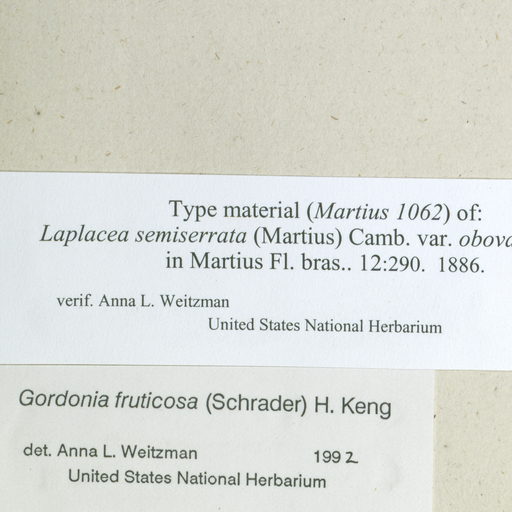 Type material (Martius 1062) of:
Laplacea semiserrata (Martius) Camb. var.
in Martius Fl. bras.. 12:290. 1886.
verif. Anna L. Weitzman
United States National Herbarium
Gordonia fruticosa (Schrader) H. Keng
det. Anna L. Weitzman 1992
United States National Herbarium